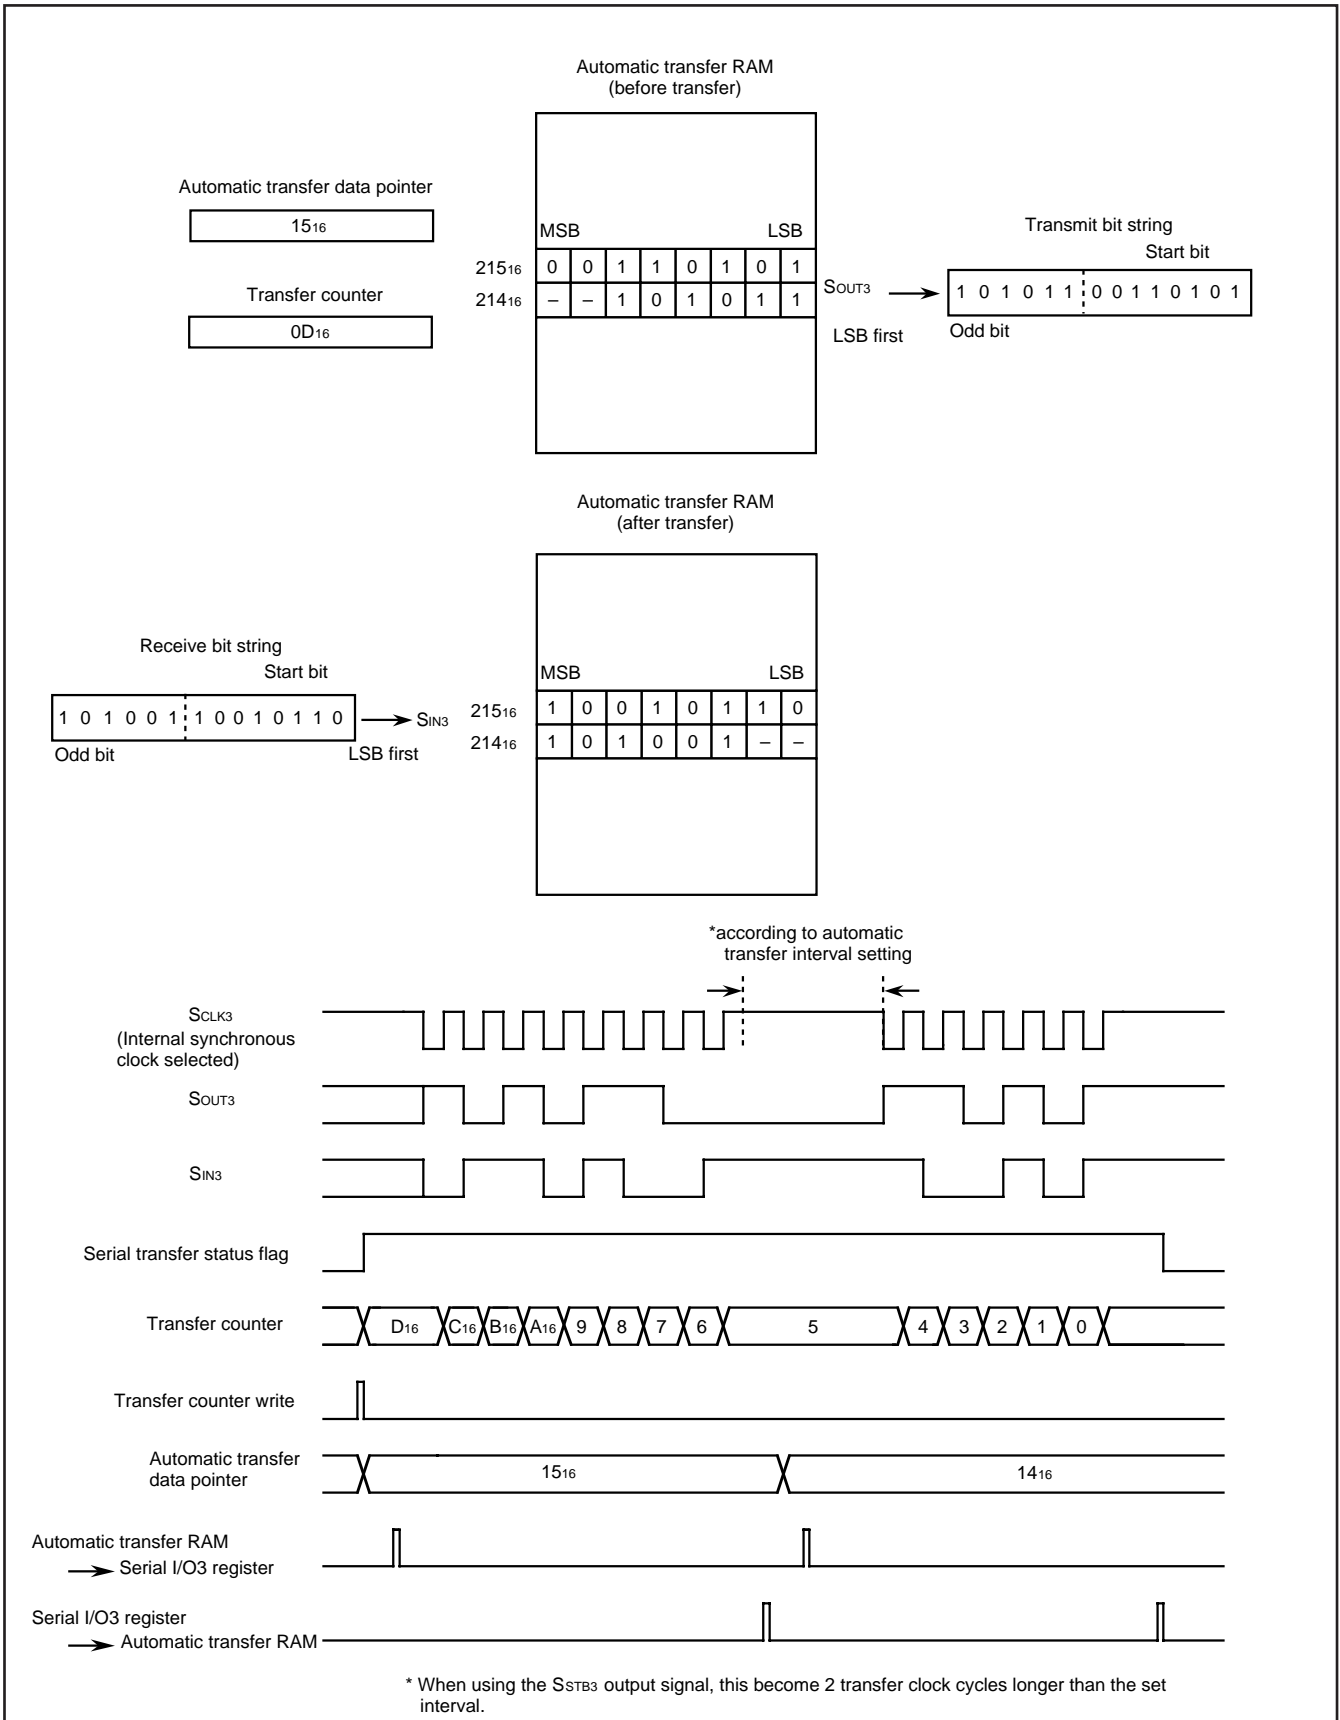 Automatic transfer RAM
(before transfer)
Automatic transfer data pointer
1516
MSB LSB
Transmit bit string
Start bit
21516 0 0 1 1 0 1 0 1
Transfer counter
21416 – – 1 0 1 0 1 1
SOUT3
1 0 1 0 1 1 0 0 1 1 0 1 0 1
0D16
LSB first
Odd bit
Automatic transfer RAM
(after transfer)
Receive bit string
Start bit
MSB LSB
1 0 1 0 0 1 1 0 0 1 0 1 1 0
SIN3
21516 1 0 0 1 0 1 1 0
21416 1 0 1 0 0 1 – –
Odd bit
LSB first
*according to automatic
transfer interval setting
SCLK3
(Internal synchronous
clock selected)
SOUT3
SIN3
Serial transfer status flag
Transfer counter
D16 C16 B16 A16 9 8 7 6 5 4 3 2 1 0
Transfer counter write
Automatic transfer
data pointer
1516 1416
Automatic transfer RAM
Serial I/O3 register
Serial I/O3 register
Automatic transfer RAM
* When using the SSTB3 output signal, this become 2 transfer clock cycles longer than the set
interval.